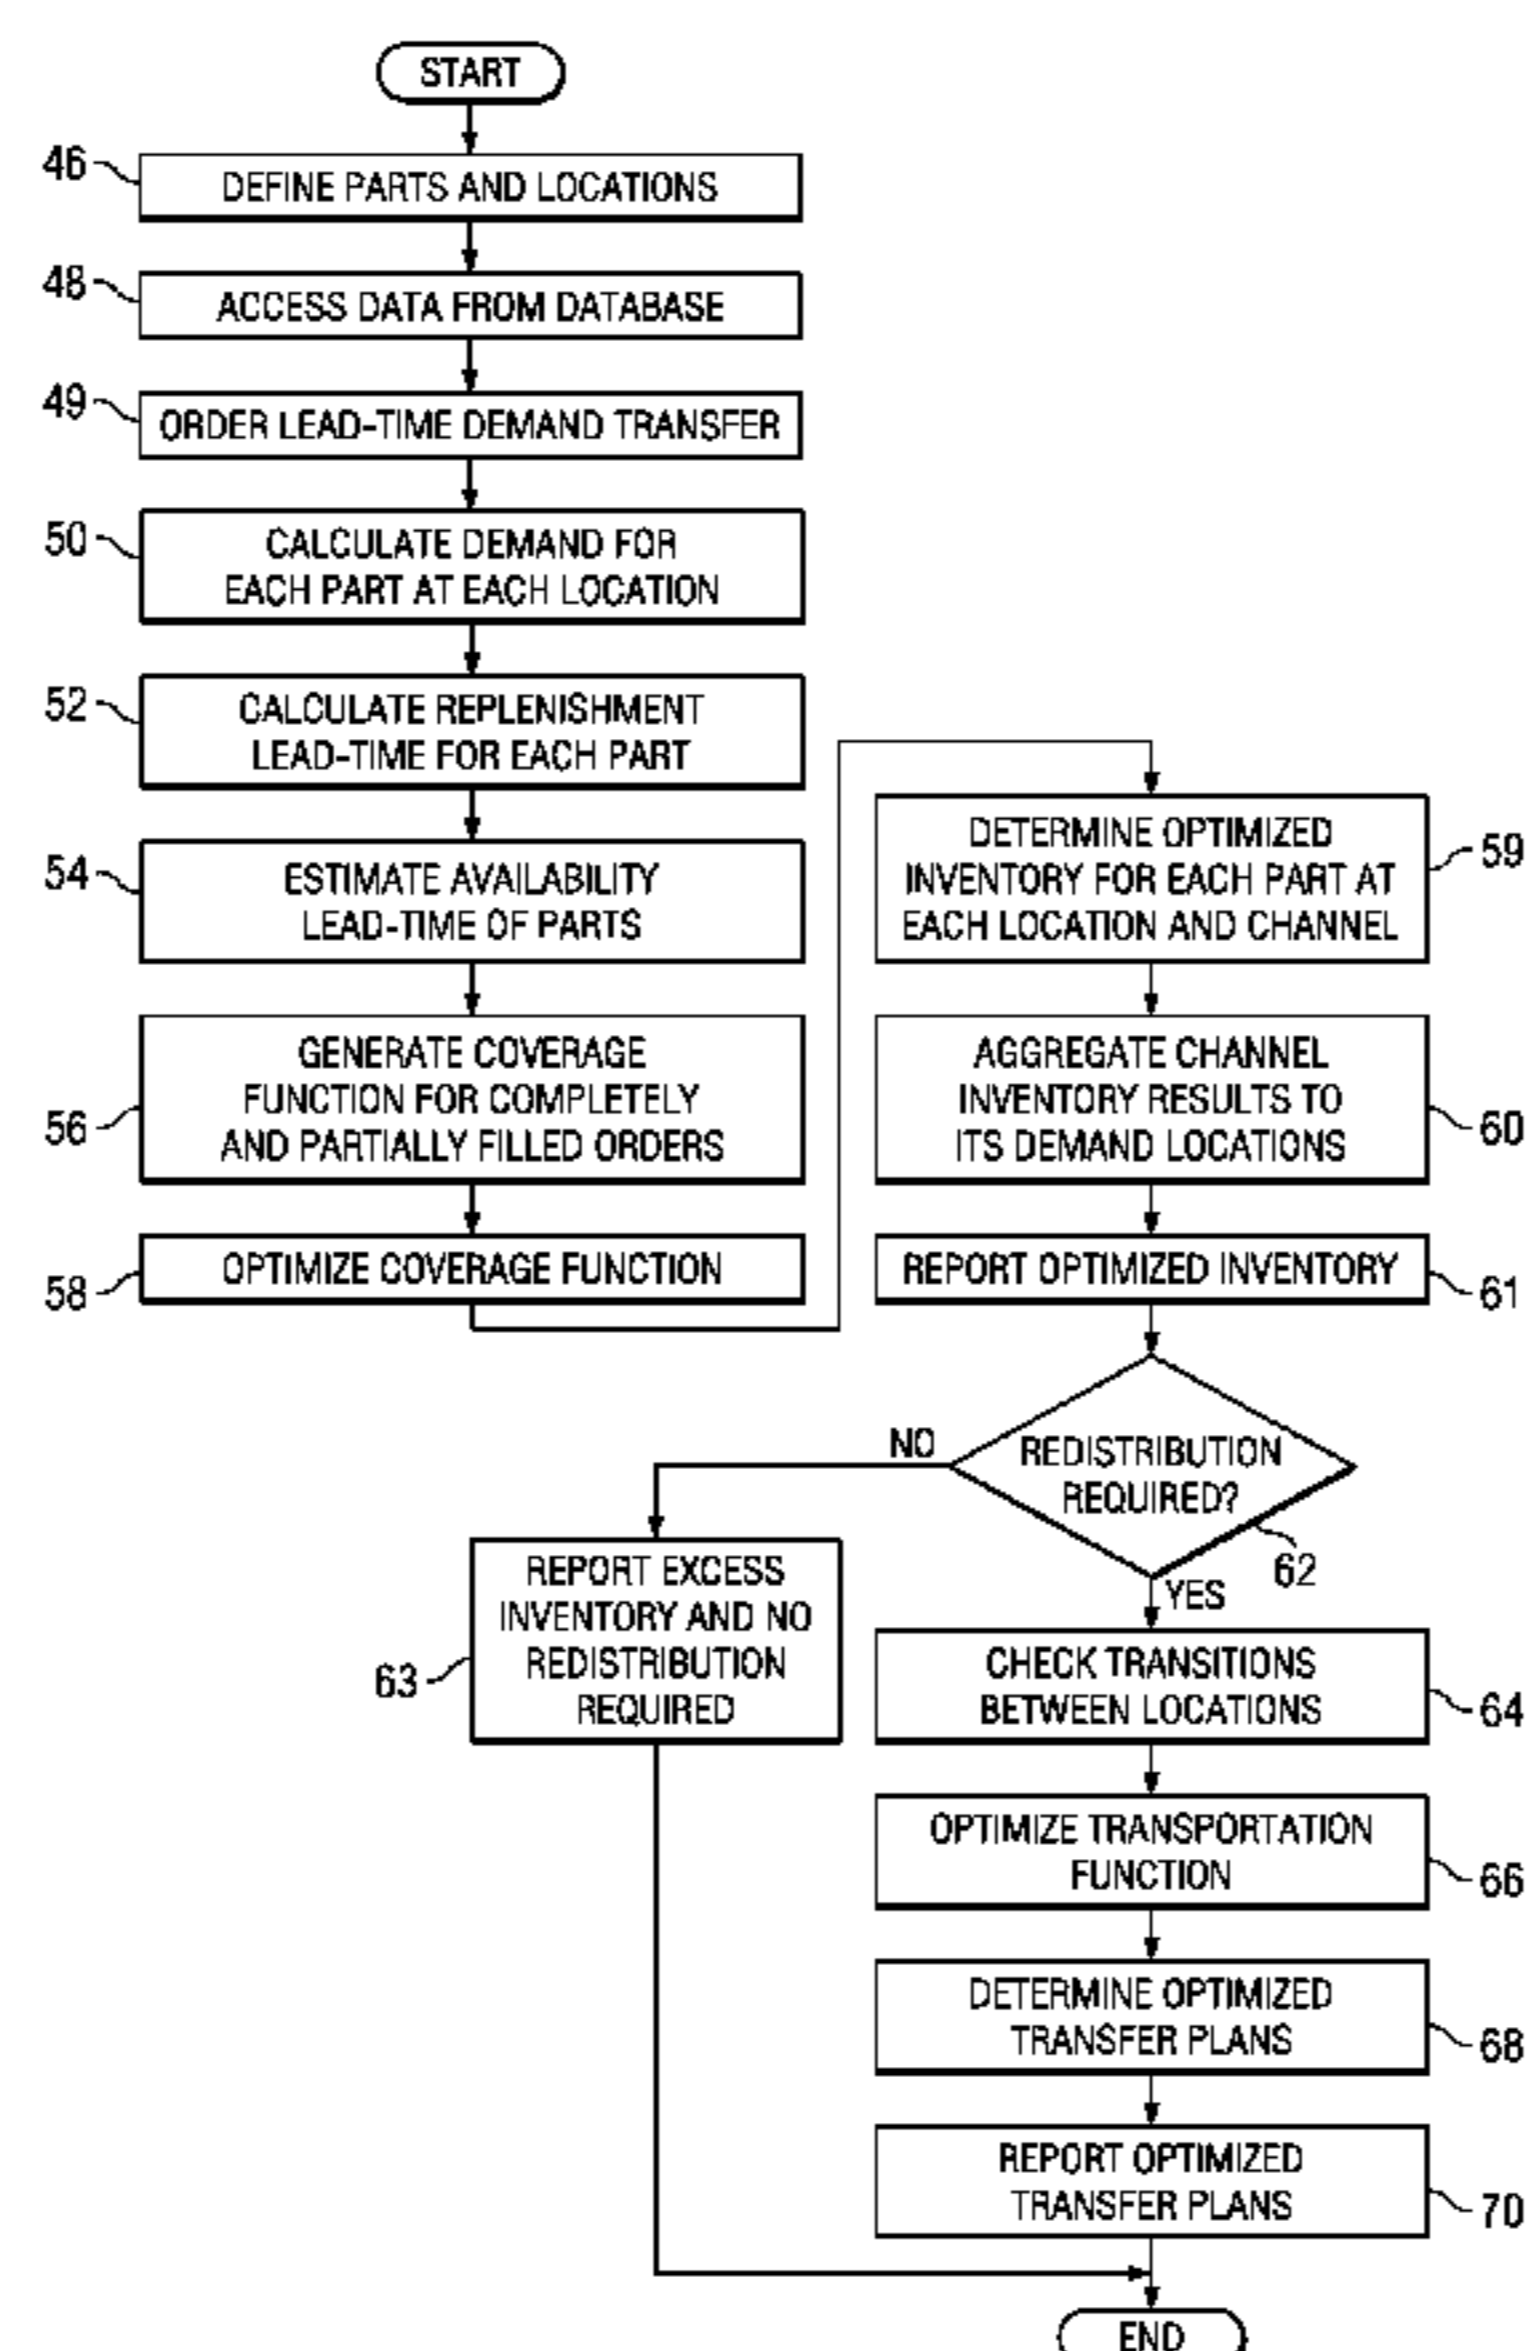 START
46
DEFINE PARTS AND LOCATIONS
48
ACCESS DATA FROM DATABASE
49
ORDER LEAD-TIME DEMAND TRANSFER
50
CALCULATE DEMAND FOR
EACH PART AT EACH LOCATION
52
CALCULATE REPLENISHMENT
LEAD-TIME FOR EACH PART
54
ESTIMATE AVAILABILITY
LEAD-TIME OF PARTS
56
GENERATE COVERAGE
FUNCTION FOR COMPLETELY
AND PARTIALLY FILLED ORDERS
58
OPTIMIZE COVERAGE FUNCTION
DETERMINE OPTIMIZED
INVENTORY FOR EACH PART AT
EACH LOCATION AND CHANNEL
59
AGGREGATE CHANNEL
INVENTORY RESULTS TO
ITS DEMAND LOCATIONS
60
REPORT OPTIMIZED INVENTORY
61
REDISTRIBUTION
REQUIRED?
62
NO
REPORT EXCESS
INVENTORY AND NO
REDISTRIBUTION
REQUIRED
63
YES
CHECK TRANSITIONS
BETWEEN LOCATIONS
64
OPTIMIZE TRANSPORTATION
FUNCTION
66
DETERMINE OPTIMIZED
TRANSFER PLANS
68
REPORT OPTIMIZED
TRANSFER PLANS
70
END